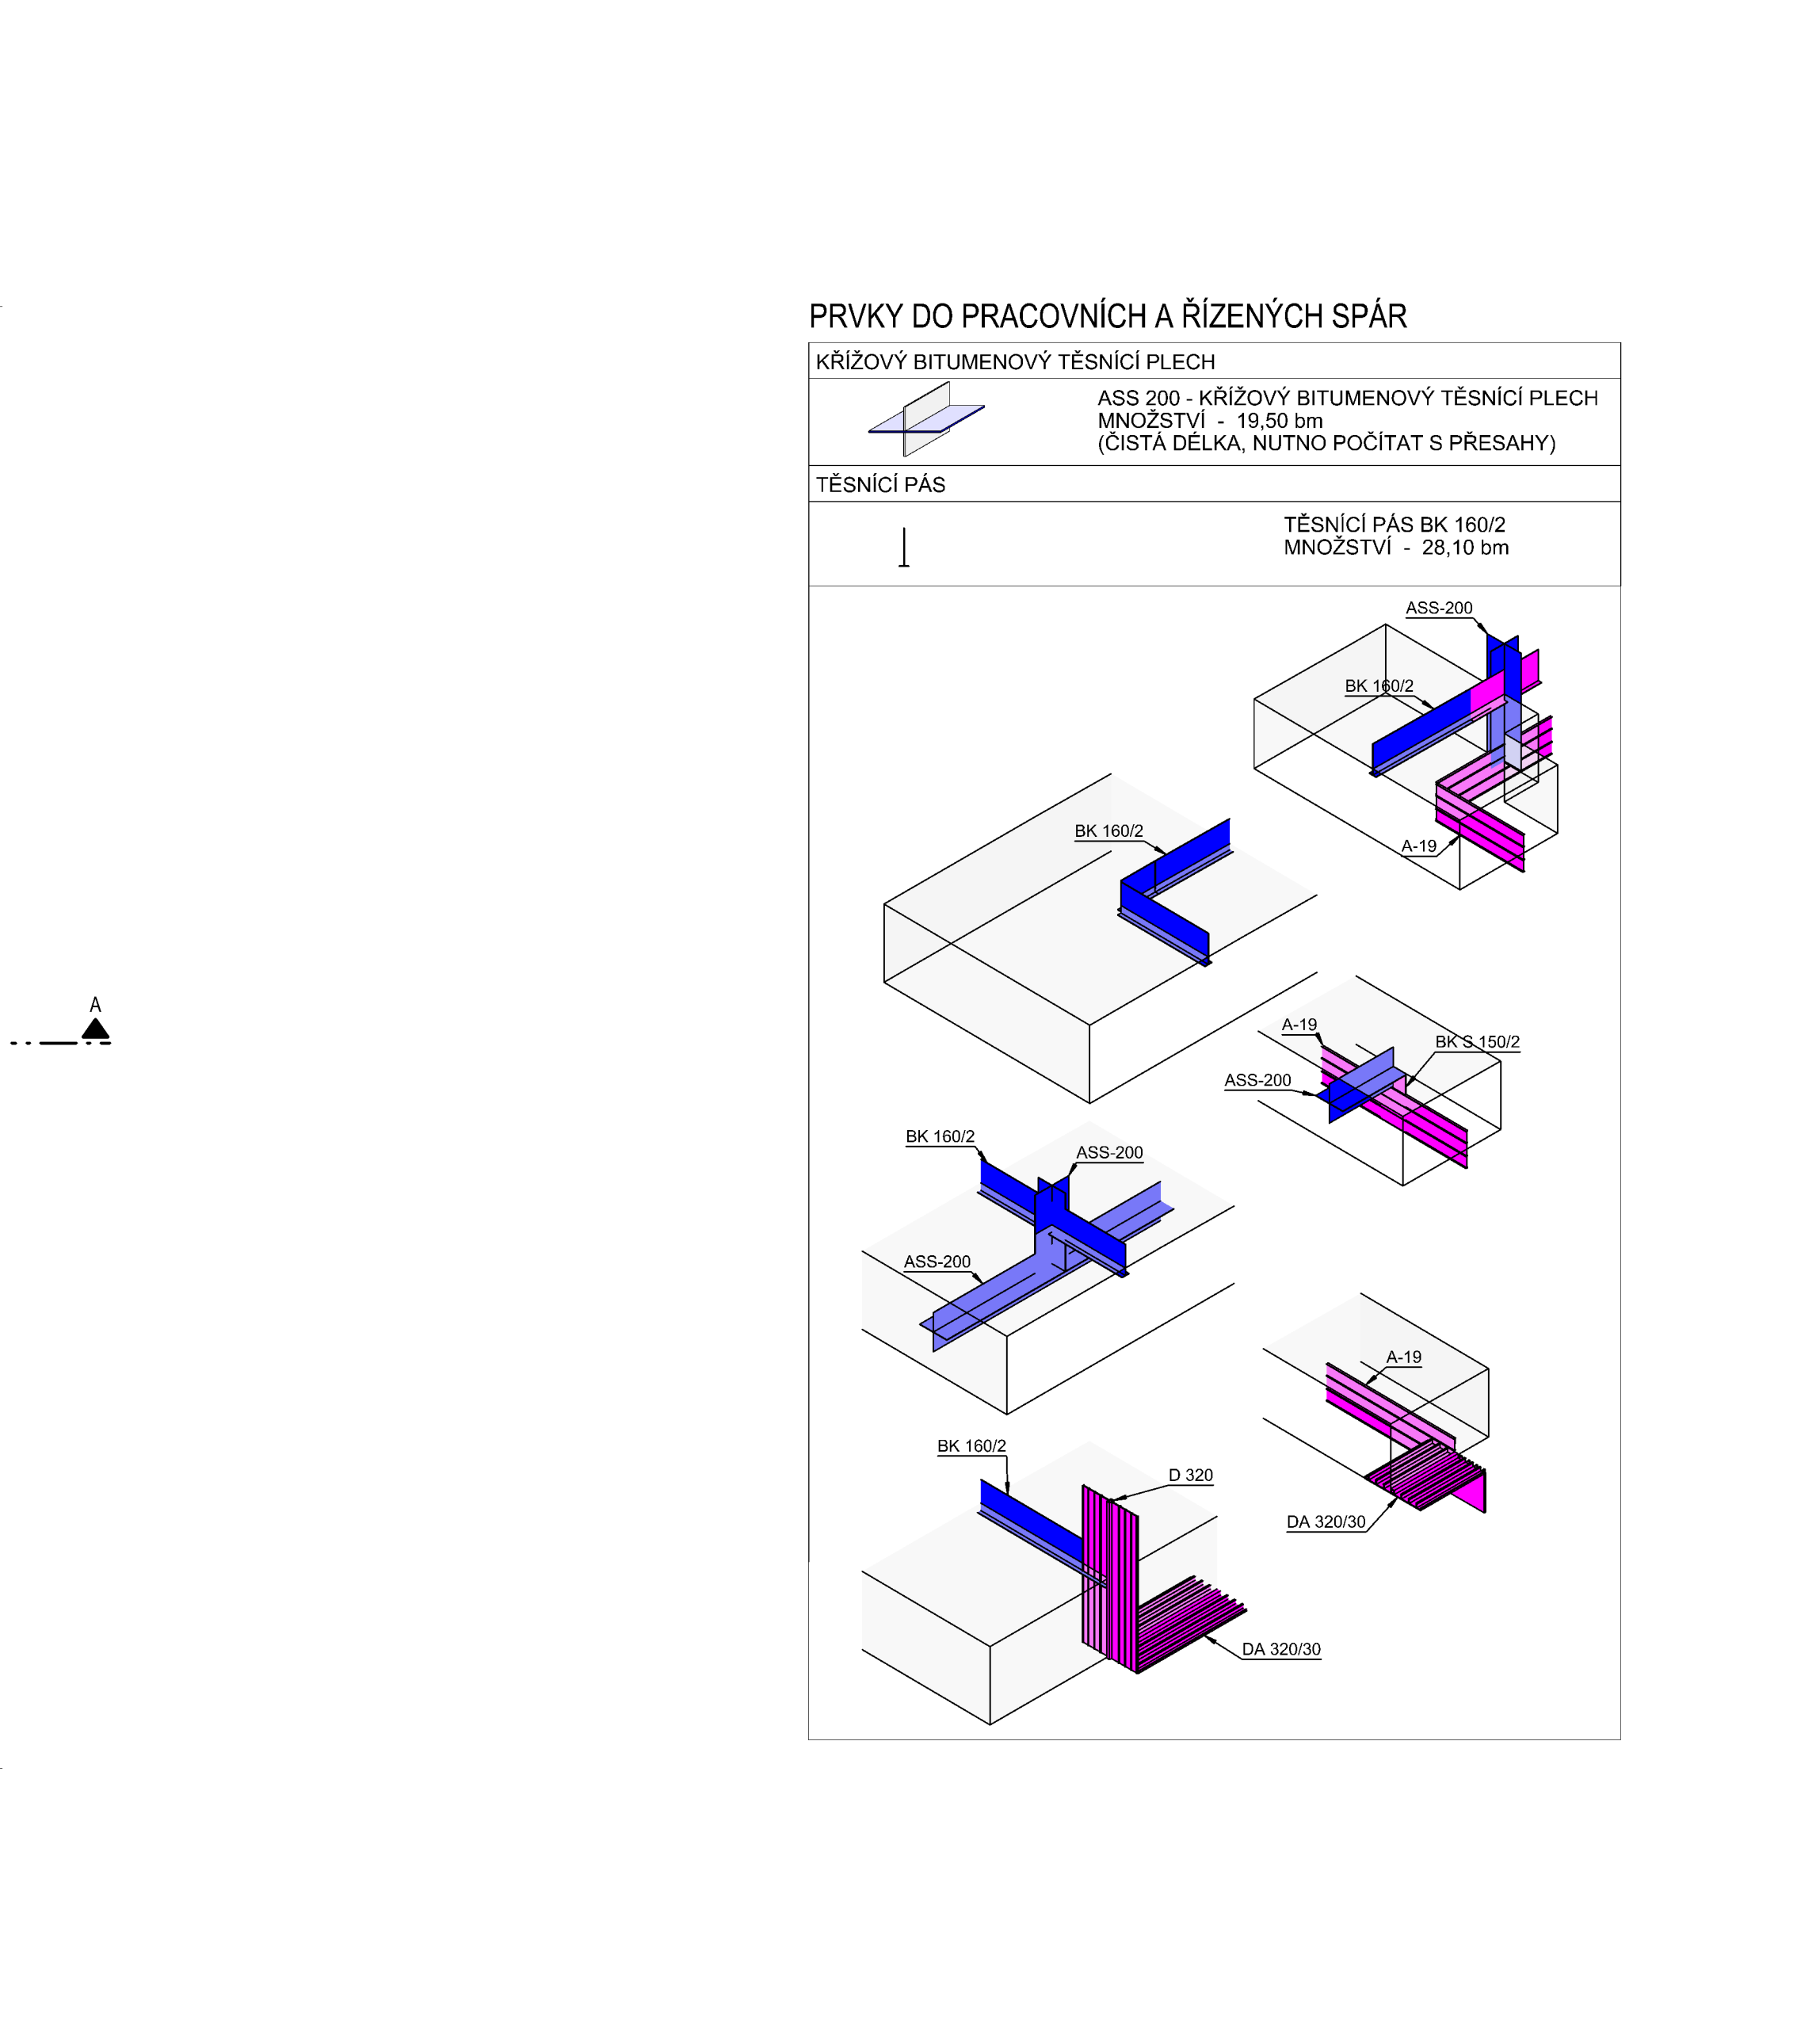 PRVKY DO PRACOVNÍCH A ŘÍZENÝCH SPÁR
KŘÍŽOVÝ BITUMENOVÝ TĚSNÍCÍ PLECH
ASS 200 - KŘÍŽOVÝ BITUMENOVÝ TĚSNÍCÍ PLECH
MNOŽSTVÍ - 19,50 bm
(ČISTÁ DÉLKA, NUTNO POČÍTAT S PŘESAHY)
TĚSNÍCÍ PÁS
TĚSNÍCÍ PÁS BK 160/2
MNOŽSTVÍ - 28,10 bm
ASS-200
BK 160/2
BK 160/2
A-19
A
A-19
BK S 150/2
ASS-200
BK 160/2
ASS-200
ASS-200
A-19
BK 160/2
D 320
DA 320/30
DA 320/30